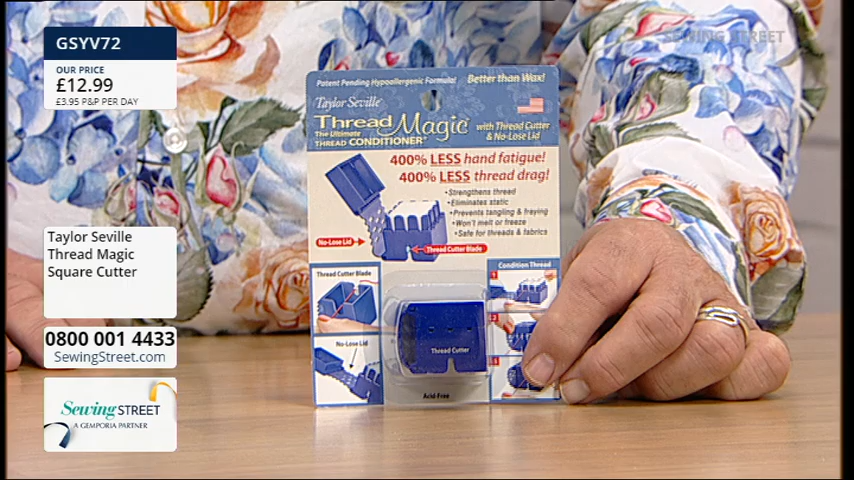 GSYV72
OUR PRICE
£12.99
£3.95 P&P PER DAY
Taylor Seville
Thread Magic
Square Cutter
0800 001 4433
SewingStreet.com
Sewing STREET
A GEMPORIA PARTNER
SEWING STREET
Patent Pending Hypoallergenic Formula! Better than Wax!
Taylor Seville
Thread Magic
The Ultimate
THREAD CONDITIONER
with Thread Cutter
& No-Lose Lid
400% LESS hand fatigue!
400% LESS thread drag!
•Strengthens thread
•Eliminates static
•Prevents tangling & fraying
•Won't melt or freeze
•Safe for threads & fabrics
No-Lose Lid
Thread Cutter Blade
Thread Cutter Blade
Condition Thread
1
2
3
No-Lose Lid
Thread Cutter
Acid-Free